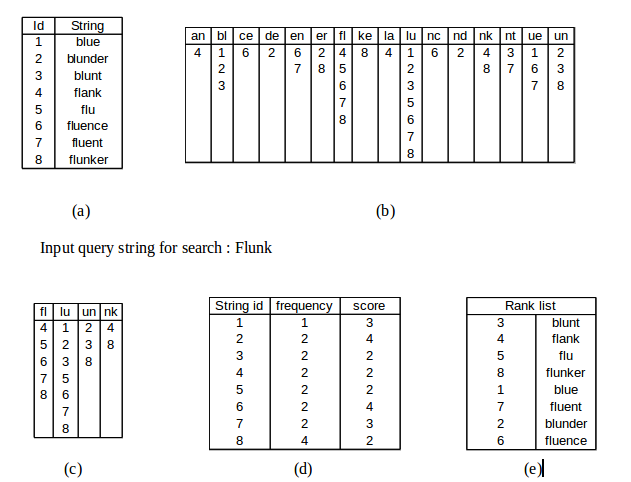 Id String
1 blue
2 blunder
3 blunt
4 flank
5 flu
6 fluence
7 fluent
8 flunker
(a)
an bl ce de en er fl ke la lu nc nd nk nt ue un
4 1 6 2 6 2 4 8 4 1 6 2 4 3 1 2
2 7 8 5 2 8 7 6 3
3 6 3 7 8
7 5
8 6
7
8
(b)
Input query string for search : Flunk
fl lu un nk
4 1 2 4
5 2 3 8
6 3 8
7 5
8 6
7
8
(c)
String id frequency score
1 1 3
2 2 4
3 2 2
4 2 2
5 2 2
6 2 4
7 2 3
8 4 2
(d)
Rank list
3 blunt
4 flank
5 flu
8 flunker
1 blue
7 fluent
2 blunder
6 fluence
(e)